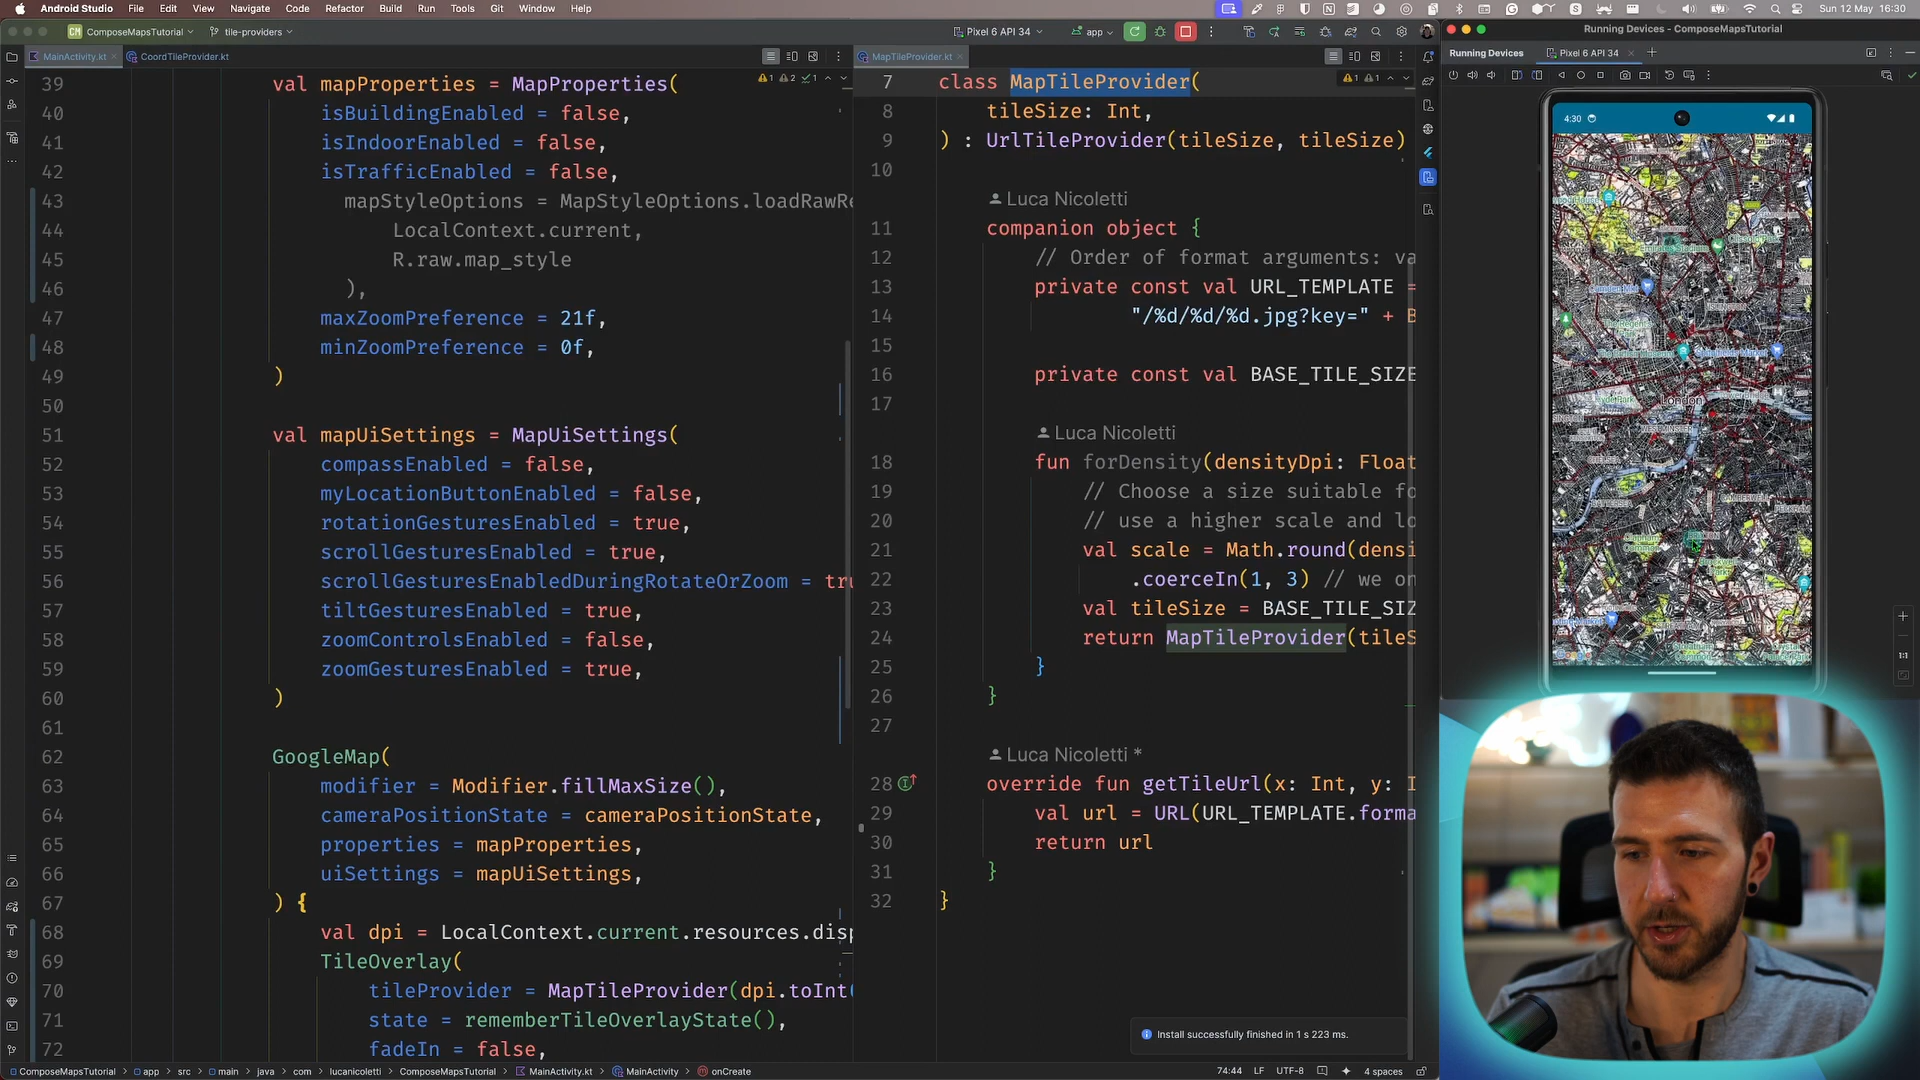 Android Studio File Edit View Navigate Code Refactor Build Run Tools Git Window Help
Sun 12 May 16:30
CM ComposeMapsTutorial
tile-providers
Pixel 6 API 34
app
MainActivity.kt
CoordTileProvider.kt
39 val mapProperties = MapProperties(
40 isBuildingEnabled = false,
41 isIndoorEnabled = false,
42 isTrafficEnabled = false,
43 mapStyleOptions = MapStyleOptions.loadRawRe
44 LocalContext.current,
45 R.raw.map_style
46 ),
47 maxZoomPreference = 21f,
48 minZoomPreference = 0f,
49 )
50
51 val mapUiSettings = MapUiSettings(
52 compassEnabled = false,
53 myLocationButtonEnabled = false,
54 rotationGesturesEnabled = true,
55 scrollGesturesEnabled = true,
56 scrollGesturesEnabledDuringRotateOrZoom = tru
57 tiltGesturesEnabled = true,
58 zoomControlsEnabled = false,
59 zoomGesturesEnabled = true,
60 )
61
62 GoogleMap(
63 modifier = Modifier.fillMaxSize(),
64 cameraPositionState = cameraPositionState,
65 properties = mapProperties,
66 uiSettings = mapUiSettings,
67 ) {
68 val dpi = LocalContext.current.resources.disp
69 TileOverlay(
70 tileProvider = MapTileProvider(dpi.toInt(
71 state = rememberTileOverlayState(),
72 fadeIn = false,
1 2 1
MapTileProvider.kt
7 class MapTileProvider(
1 1
8 tileSize: Int,
9 ) : UrlTileProvider(tileSize, tileSize)
10
Luca Nicoletti
11 companion object {
12 // Order of format arguments: va
13 private const val URL_TEMPLATE =
14 "/%d/%d/%d.jpg?key=" + B
15
16 private const val BASE_TILE_SIZE
17
Luca Nicoletti
18 fun forDensity(densityDpi: Float
19 // Choose a size suitable fo
20 // use a higher scale and lo
21 val scale = Math.round(densi
22 .coerceIn(1, 3) // we on
23 val tileSize = BASE_TILE_SIZ
24 return MapTileProvider(tileS
25 }
26 }
27
Luca Nicoletti *
28 override fun getTileUrl(x: Int, y: I
29 val url = URL(URL_TEMPLATE.forma
30 return url
31 }
32 }
Install successfully finished in 1 s 223 ms.
Running Devices - ComposeMapsTutorial
Running Devices
Pixel 6 API 34
4:30
London
WESTMINSTER
1:1
ComposeMapsTutorial app src main java com lucanicoletti ComposeMapsTutorial MainActivity.kt MainActivity onCreate
74:44 LF UTF-8 4 spaces